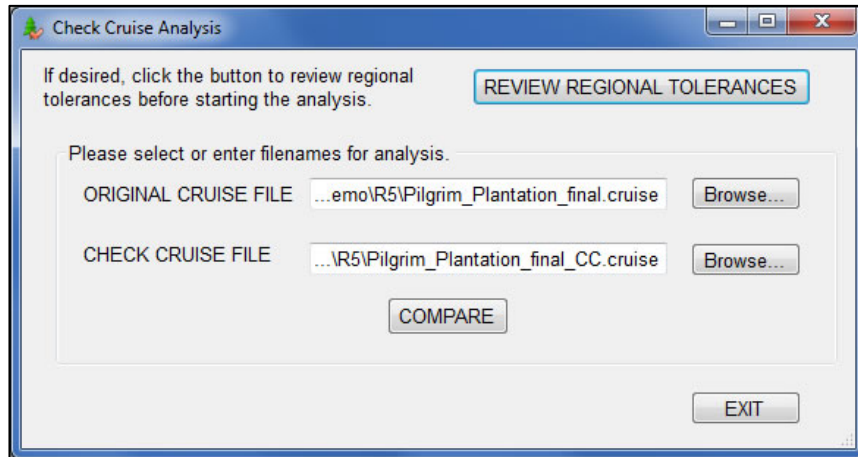 Check Cruise Analysis
If desired, click the button to review regional
tolerances before starting the analysis.
REVIEW REGIONAL TOLERANCES
Please select or enter filenames for analysis.
ORIGINAL CRUISE FILE ...emo\R5\Pilgrim_Plantation_final.cruise Browse...
CHECK CRUISE FILE ...\R5\Pilgrim_Plantation_final_CC.cruise Browse...
COMPARE
EXIT